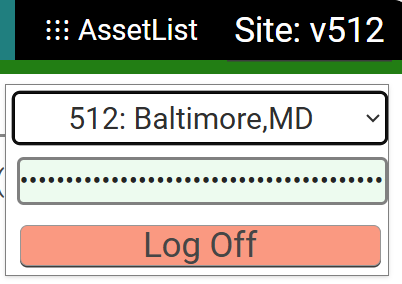 AssetList Site: v512
512: Baltimore,MD
••••••••••••••••••••••••••••••••••••••••
Log Off